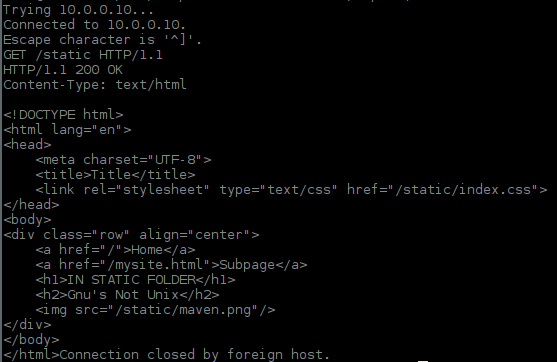 Trying 10.0.0.10...
Connected to 10.0.0.10.
Escape character is '^]'.
GET /static HTTP/1.1
HTTP/1.1 200 OK
Content-Type: text/html

<!DOCTYPE html>
<html lang="en">
<head>
    <meta charset="UTF-8">
    <title>Title</title>
    <link rel="stylesheet" type="text/css" href="/static/index.css">
</head>
<body>
<div class="row" align="center">
    <a href="/">Home</a>
    <a href="/mysite.html">Subpage</a>
    <h1>IN STATIC FOLDER</h1>
    <h2>Gnu's Not Unix</h2>
    <img src="/static/maven.png"/>
</div>
</body>
</html>Connection closed by foreign host.